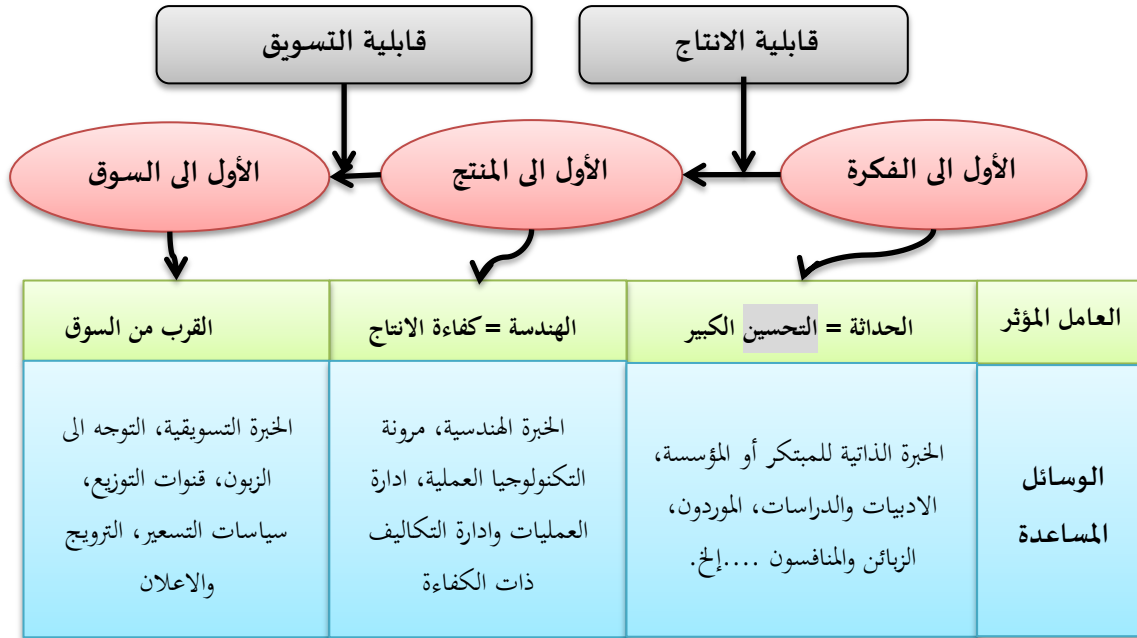 قابلية الانتاج
قابلية التسويق
الأول الى الفكرة
الأول الى المنتج
الأول الى السوق
العامل المؤثر
الحداثة = التحسين الكبير
الهندسة = كفاءة الانتاج
القرب من السوق
الوسائل
المساعدة
الخبرة الذاتية للمبتكر أو المؤسسة،
الادبيات والدراسات، الموردون،
الزبائن والمنافسون ....إلخ.
الخبرة الهندسية، مرونة
التكنولوجيا العملية، ادارة
العمليات وادارة التكاليف
ذات الكفاءة
الخبرة التسويقية، التوجه الى
الزبون، قنوات التوزيع،
سياسات التسعير، الترويج
والاعلان